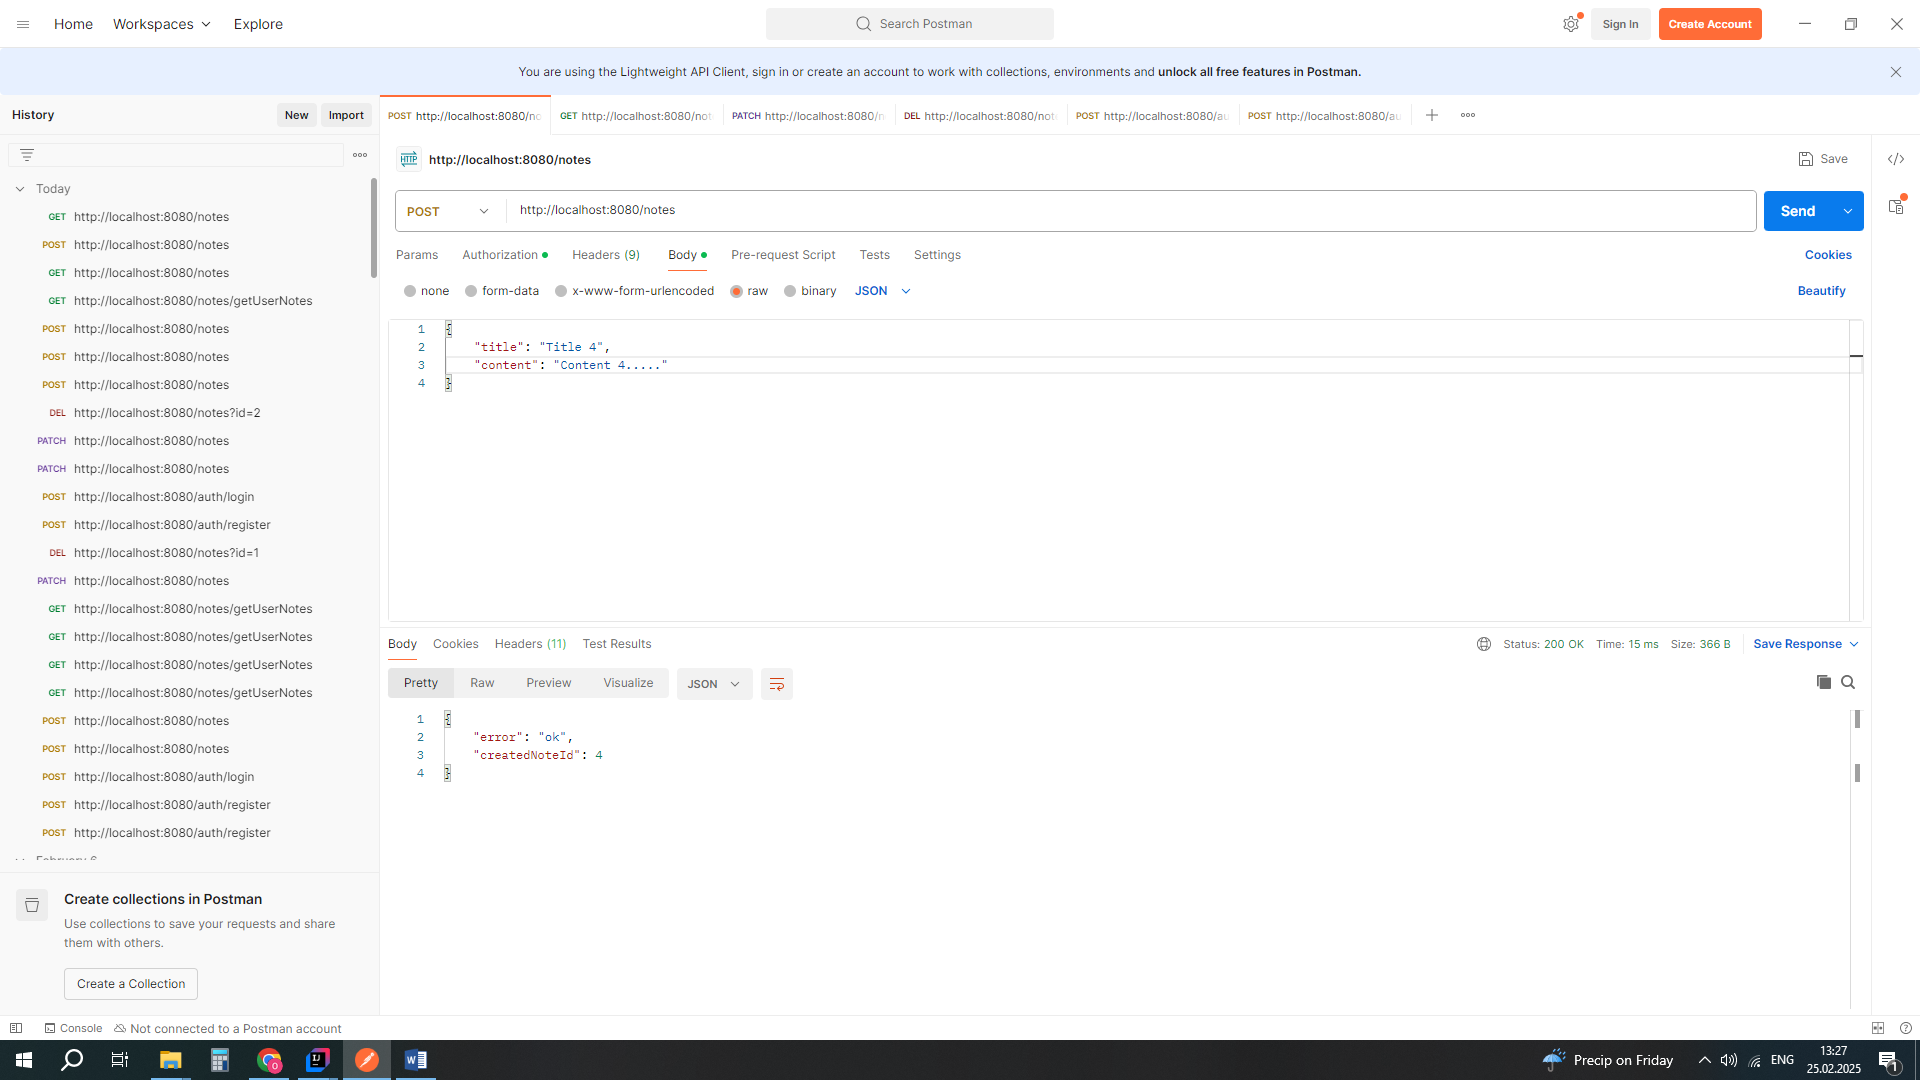 Home Workspaces Explore
Search Postman
Sign In Create Account
You are using the Lightweight API Client, sign in or create an account to work with collections, environments and unlock all free features in Postman.
History New Import
Today
GET http://localhost:8080/notes
POST http://localhost:8080/notes
GET http://localhost:8080/notes
GET http://localhost:8080/notes/getUserNotes
POST http://localhost:8080/notes
POST http://localhost:8080/notes
POST http://localhost:8080/notes
DEL http://localhost:8080/notes?id=2
PATCH http://localhost:8080/notes
PATCH http://localhost:8080/notes
POST http://localhost:8080/auth/login
POST http://localhost:8080/auth/register
DEL http://localhost:8080/notes?id=1
PATCH http://localhost:8080/notes
GET http://localhost:8080/notes/getUserNotes
GET http://localhost:8080/notes/getUserNotes
GET http://localhost:8080/notes/getUserNotes
GET http://localhost:8080/notes/getUserNotes
POST http://localhost:8080/notes
POST http://localhost:8080/notes
POST http://localhost:8080/auth/login
POST http://localhost:8080/auth/register
POST http://localhost:8080/auth/register
February 6
Create collections in Postman
Use collections to save your requests and share
them with others.
Create a Collection
POST http://localhost:8080/no GET http://localhost:8080/not PATCH http://localhost:8080/n DEL http://localhost:8080/not POST http://localhost:8080/au POST http://localhost:8080/au
HTTP http://localhost:8080/notes Save
POST http://localhost:8080/notes Send
Params Authorization Headers (9) Body Pre-request Script Tests Settings Cookies
none form-data x-www-form-urlencoded raw binary JSON Beautify
1 {
2 "title": "Title 4",
3 "content": "Content 4....."
4 }
Body Cookies Headers (11) Test Results Status: 200 OK Time: 15 ms Size: 366 B Save Response
Pretty Raw Preview Visualize JSON
1 {
2 "error": "ok",
3 "createdNoteId": 4
4 }
Console Not connected to a Postman account
Precip on Friday ENG 13:27
25.02.2025
1